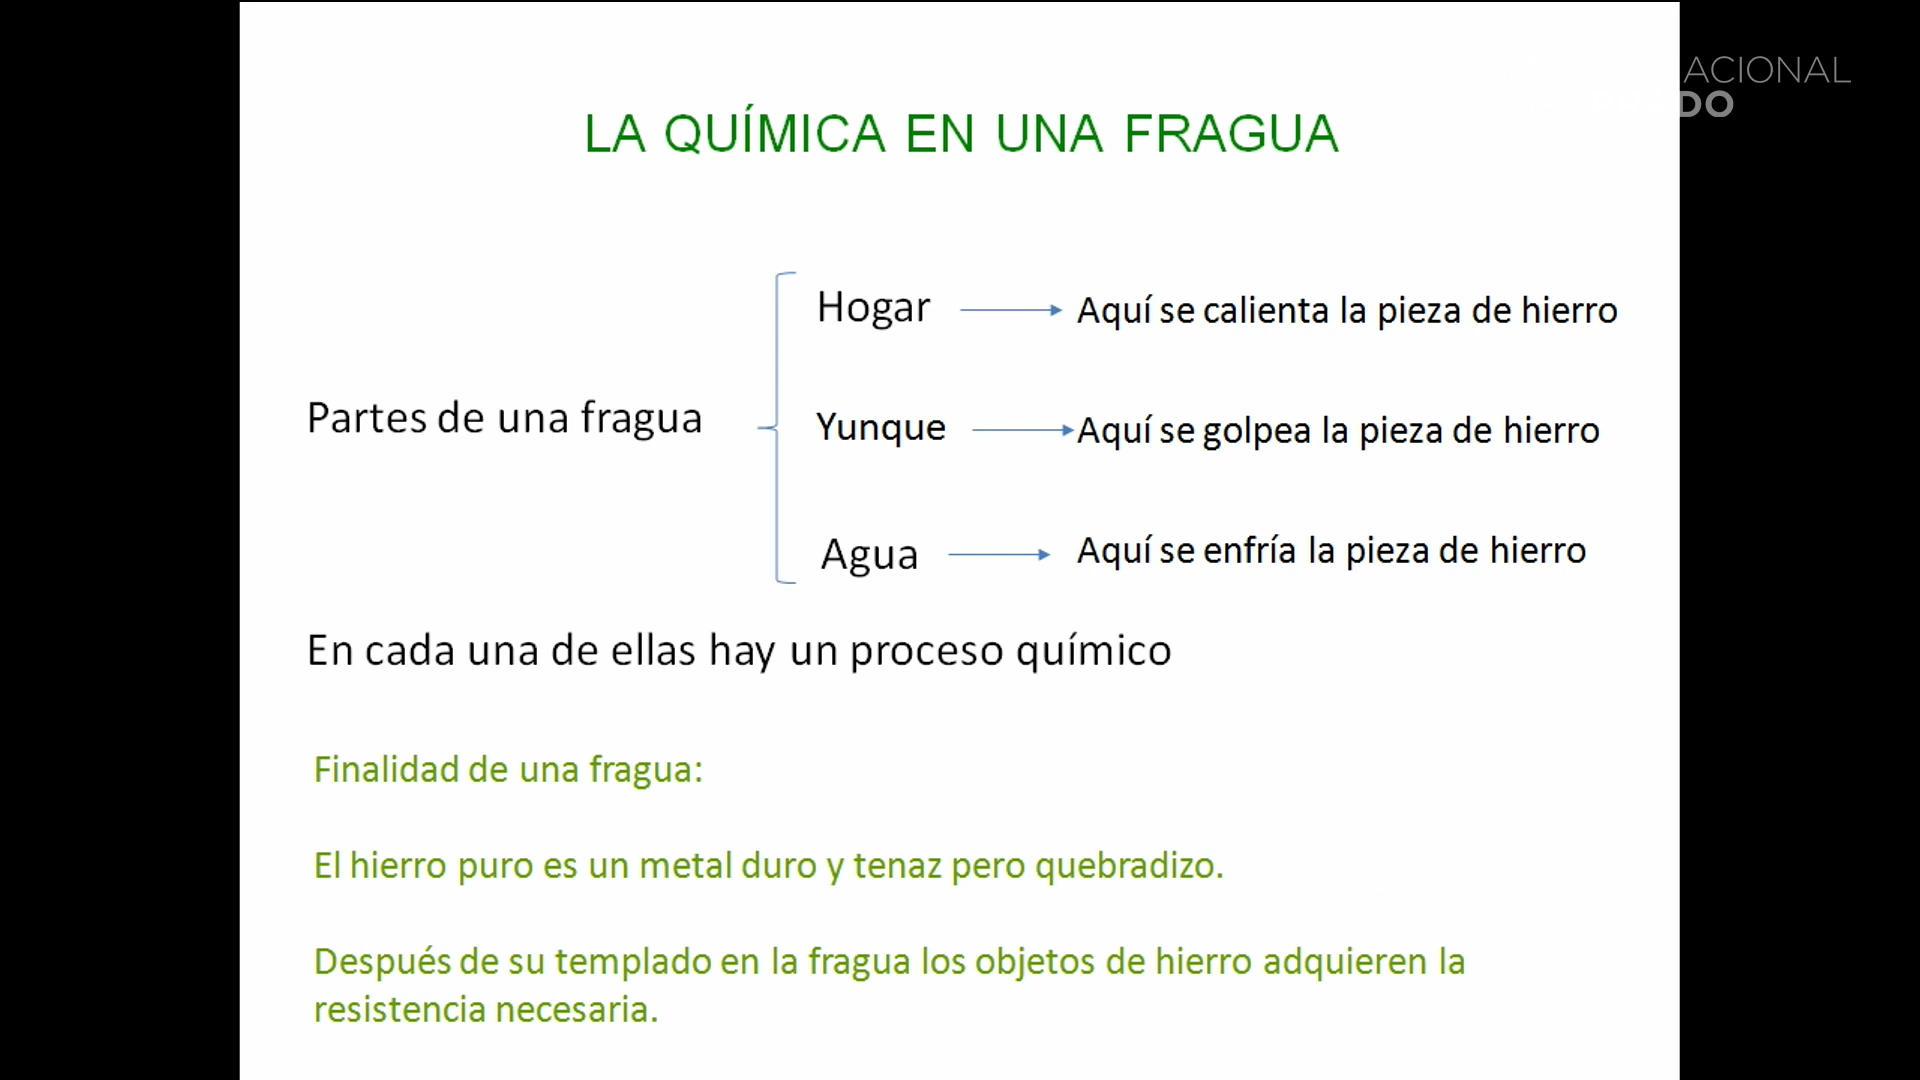 ACIONAL
DO
LA QUÍMICA EN UNA FRAGUA
Hogar
Aquí se calienta la pieza de hierro
Partes de una fragua
Yunque
Aquí se golpea la pieza de hierro
Agua
Aquí se enfría la pieza de hierro
En cada una de ellas hay un proceso químico
Finalidad de una fragua:
El hierro puro es un metal duro y tenaz pero quebradizo.
Después de su templado en la fragua los objetos de hierro adquieren la
resistencia necesaria.